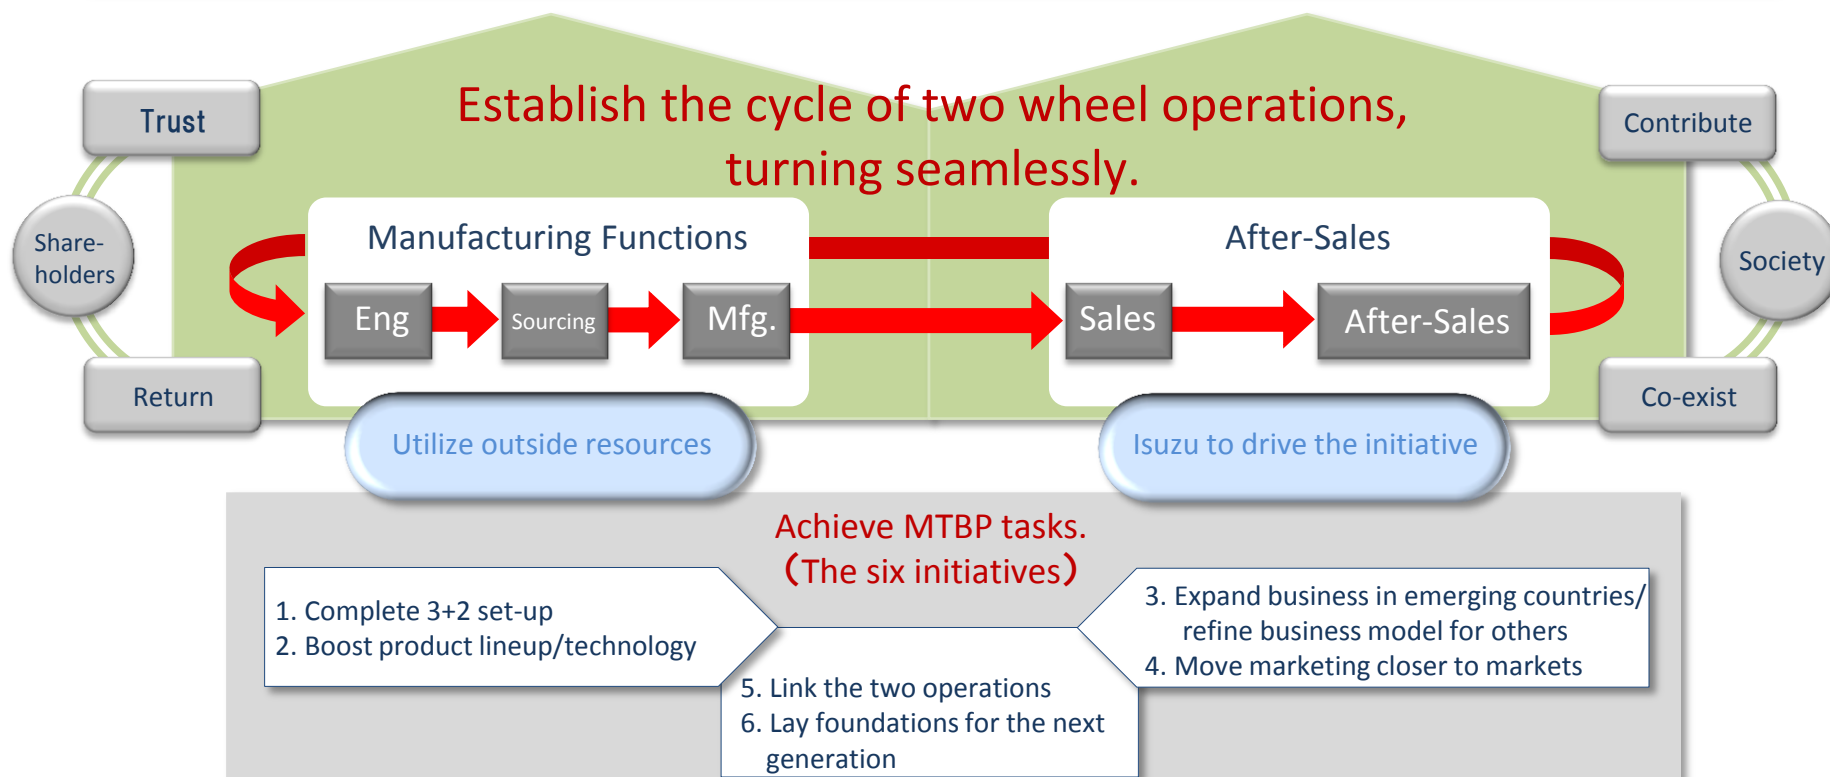 Establish the cycle of two wheel operations,
turning seamlessly.
Trust
Share-
holders
Return
Contribute
Society
Co-exist
Manufacturing Functions
Eng
Sourcing
Mfg.
After-Sales
Sales
After-Sales
Utilize outside resources
Isuzu to drive the initiative
Achieve MTBP tasks.
(The six initiatives)
1. Complete 3+2 set-up
2. Boost product lineup/technology
3. Expand business in emerging countries/
refine business model for others
4. Move marketing closer to markets
5. Link the two operations
6. Lay foundations for the next
generation